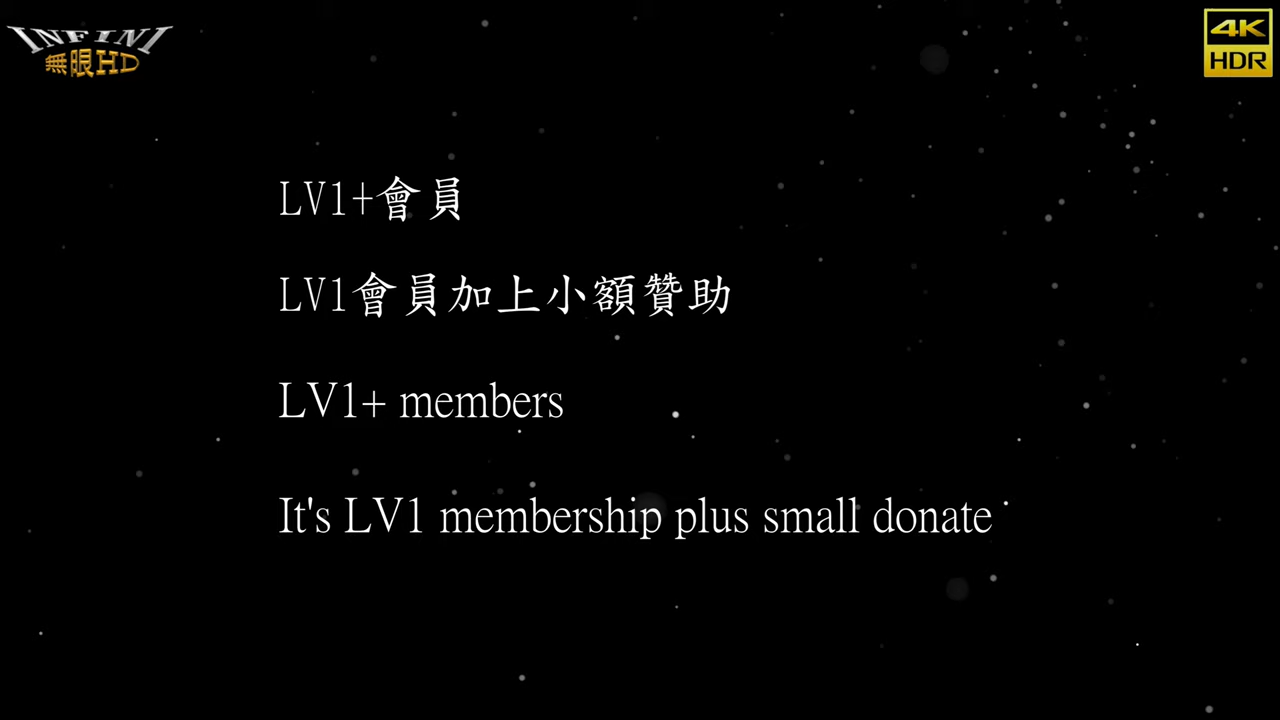 INFINI
無限HD
4K
HDR
LV1+會員
LV1會員加上小額贊助
LV1+ members
It's LV1 membership plus small donate